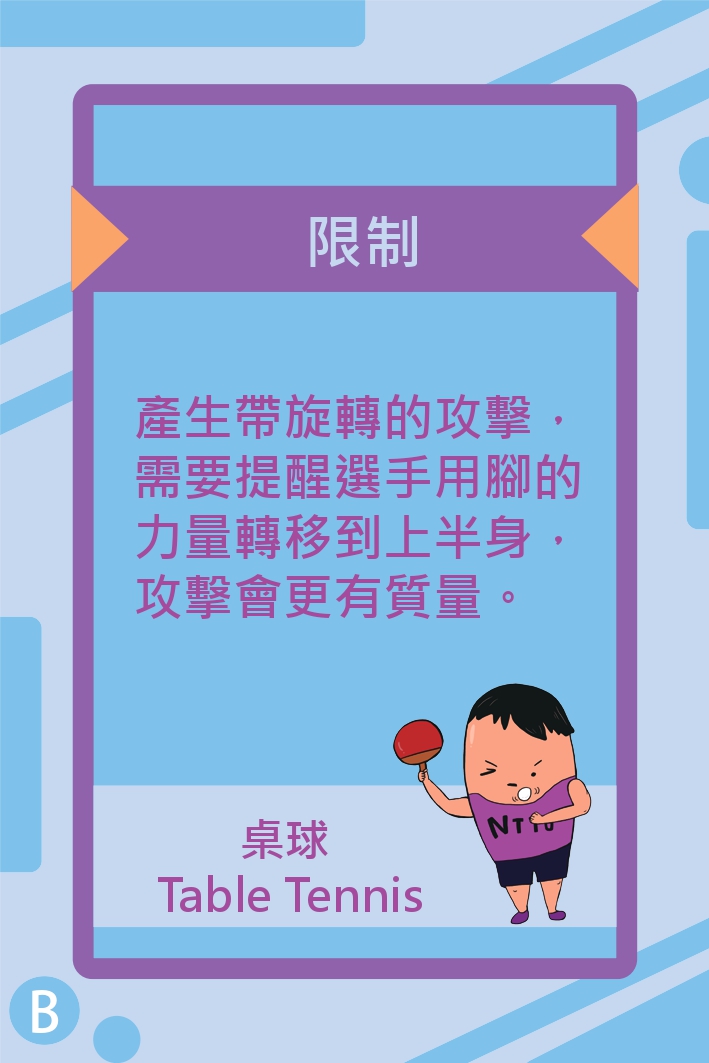 限制
產生帶旋轉的攻擊，
需要提醒選手用腳的
力量轉移到上半身，
攻擊會更有質量。
NTTU
桌球
Table Tennis
B